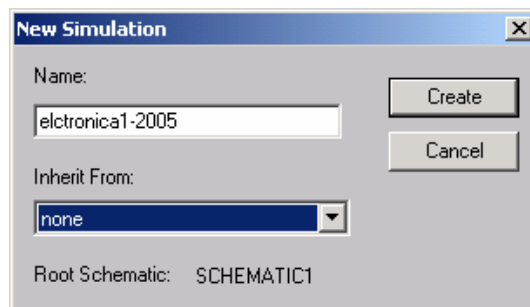 New Simulation
Name:
Create
elctronica1-2005
Cancel
Inherit From:
none
Root Schematic: SCHEMATIC1